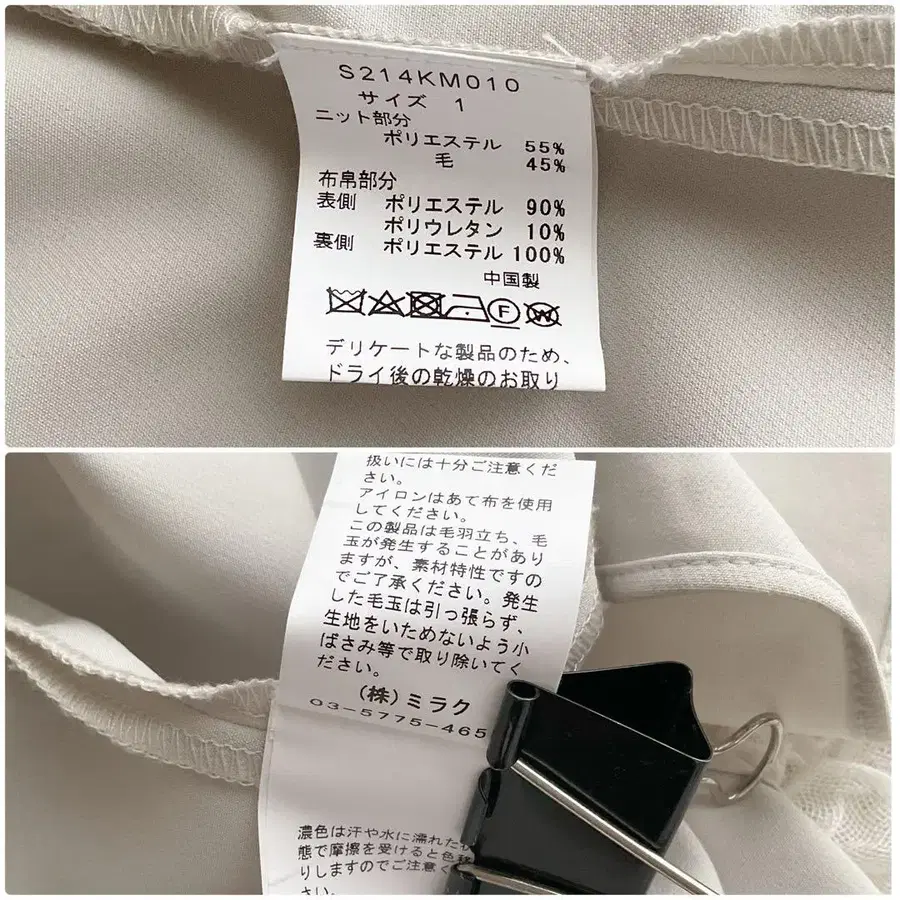 S214KM010
サイズ 1
ニット部分
ポリエステル 55%
毛 45%
布帛部分
表側 ポリエステル 90%
ポリウレタン 10%
裏側 ポリエステル 100%
中国製
F W
デリケートな製品のため、
ドライ後の乾燥のお取り
扱いには十分ご注意くだ
さい。
アイロンはあて布を使用
してください。
この製品は毛羽立ち、毛
玉が発生することがあり
ますが、素材特性ですの
でご了承ください。発生
した毛玉は引っ張らず、
生地をいためないよう小
ばさみ等で取り除いてく
ださい。
(株)ミラク
03-5775-465
濃色は汗や水に濡れた状
態で摩擦を受けると色移
りしますのでご注意く
さい。